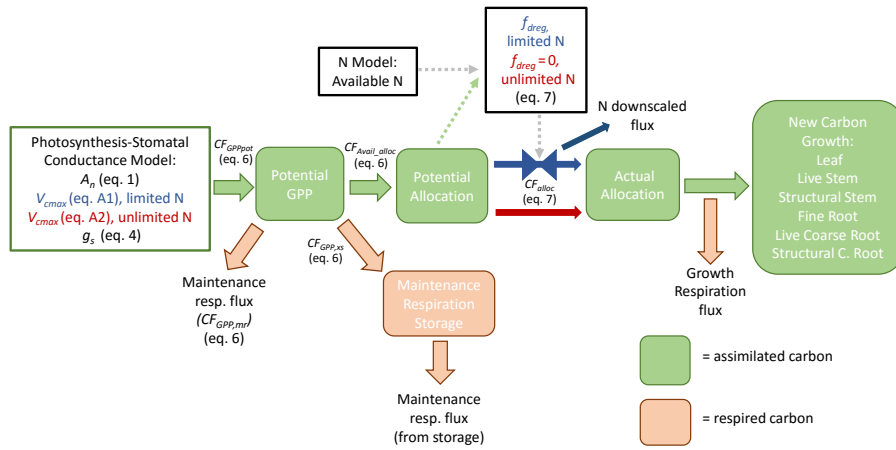 N Model:
Available N
f_dreg,
limited N
f_dreg = 0,
unlimited N
(eq. 7)
N downscaled
flux
Photosynthesis-Stomatal
Conductance Model:
A_n (eq. 1)
V_cmax (eq. A1), limited N
V_cmax (eq. A2), unlimited N
g_s (eq. 4)
CF_GPPpot
(eq. 6)
Potential
GPP
CF_Avail_alloc
(eq. 6)
Potential
Allocation
CF_alloc
(eq. 7)
Actual
Allocation
New Carbon
Growth:
Leaf
Live Stem
Structural Stem
Fine Root
Live Coarse Root
Structural C. Root
CF_GPP,xs
(eq. 6)
Maintenance
resp. flux
(CF_GPP,mr)
(eq. 6)
Maintenance
Respiration
Storage
Growth
Respiration
flux
Maintenance
resp. flux
(from storage)
= assimilated carbon
= respired carbon